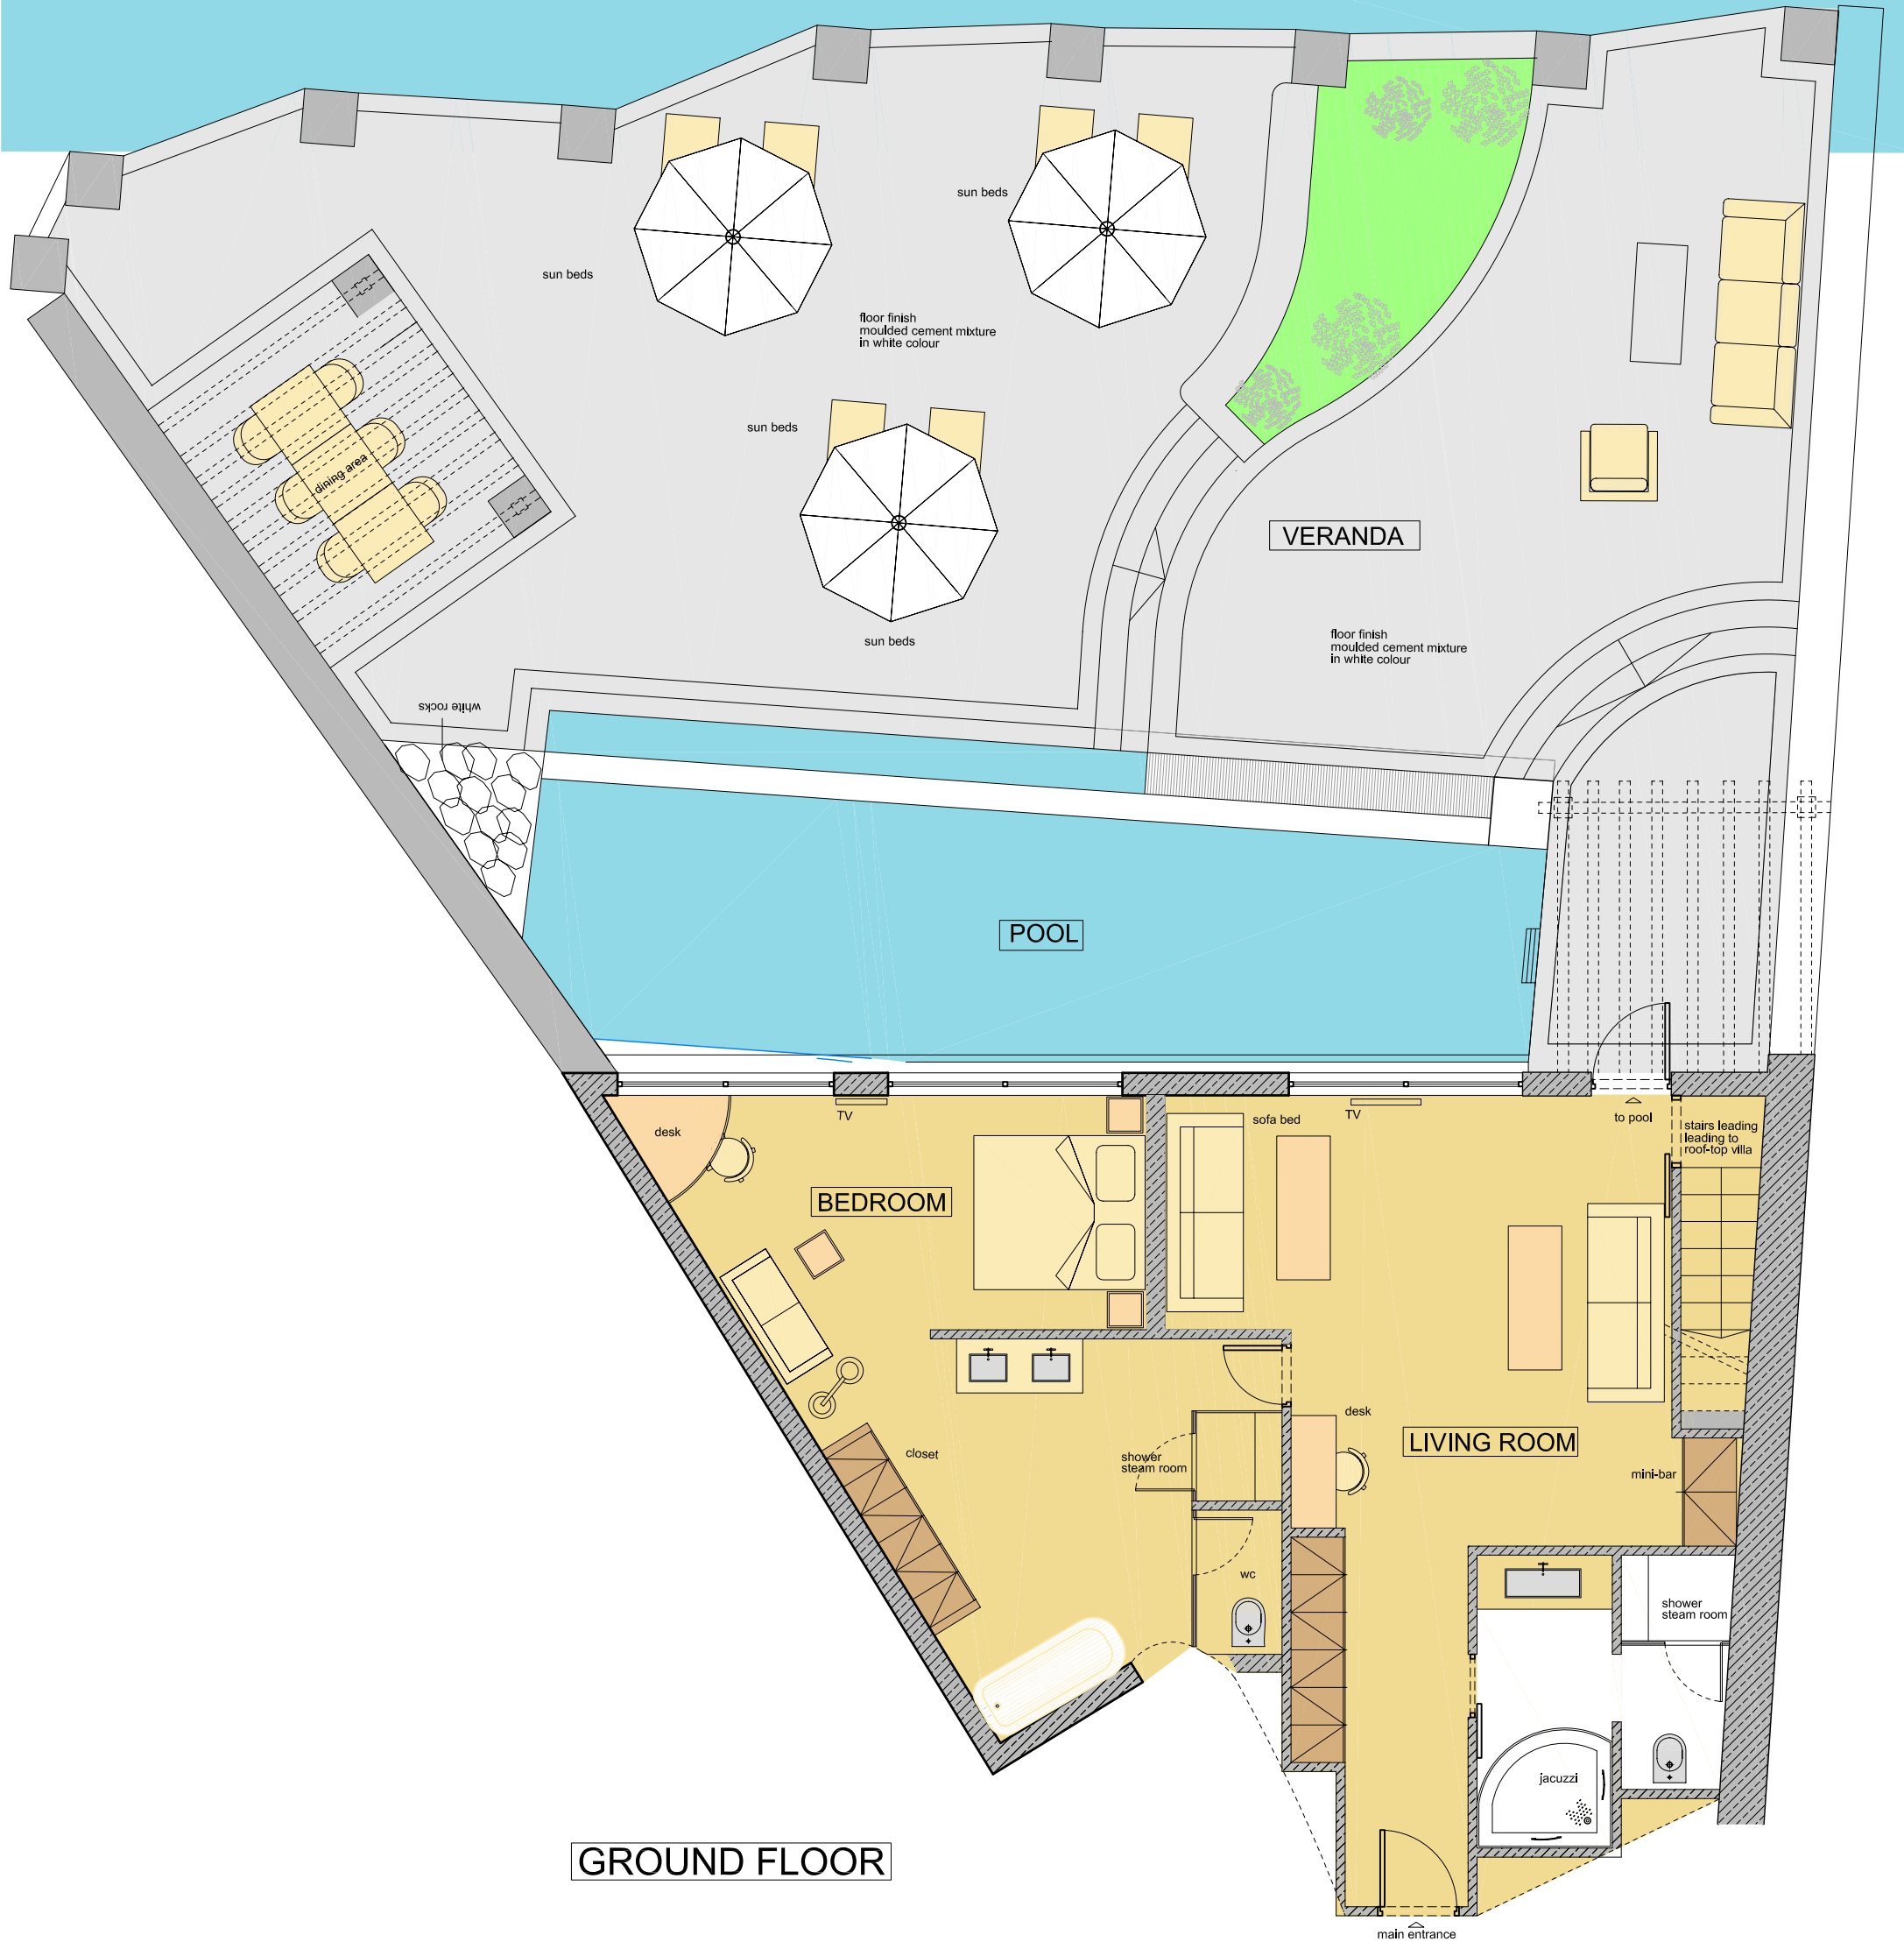 sun beds
sun beds
floor finish
moulded cement mixture
in white colour
sun beds
dining area
VERANDA
sun beds
floor finish
moulded cement mixture
in white colour
white rocks
POOL
TV
sofa bed
TV
to pool
desk
stairs leading
leading to
roof-top villa
BEDROOM
desk
LIVING ROOM
closet
shower
steam room
mini-bar
wc
shower
steam room
jacuzzi
GROUND FLOOR
main entrance